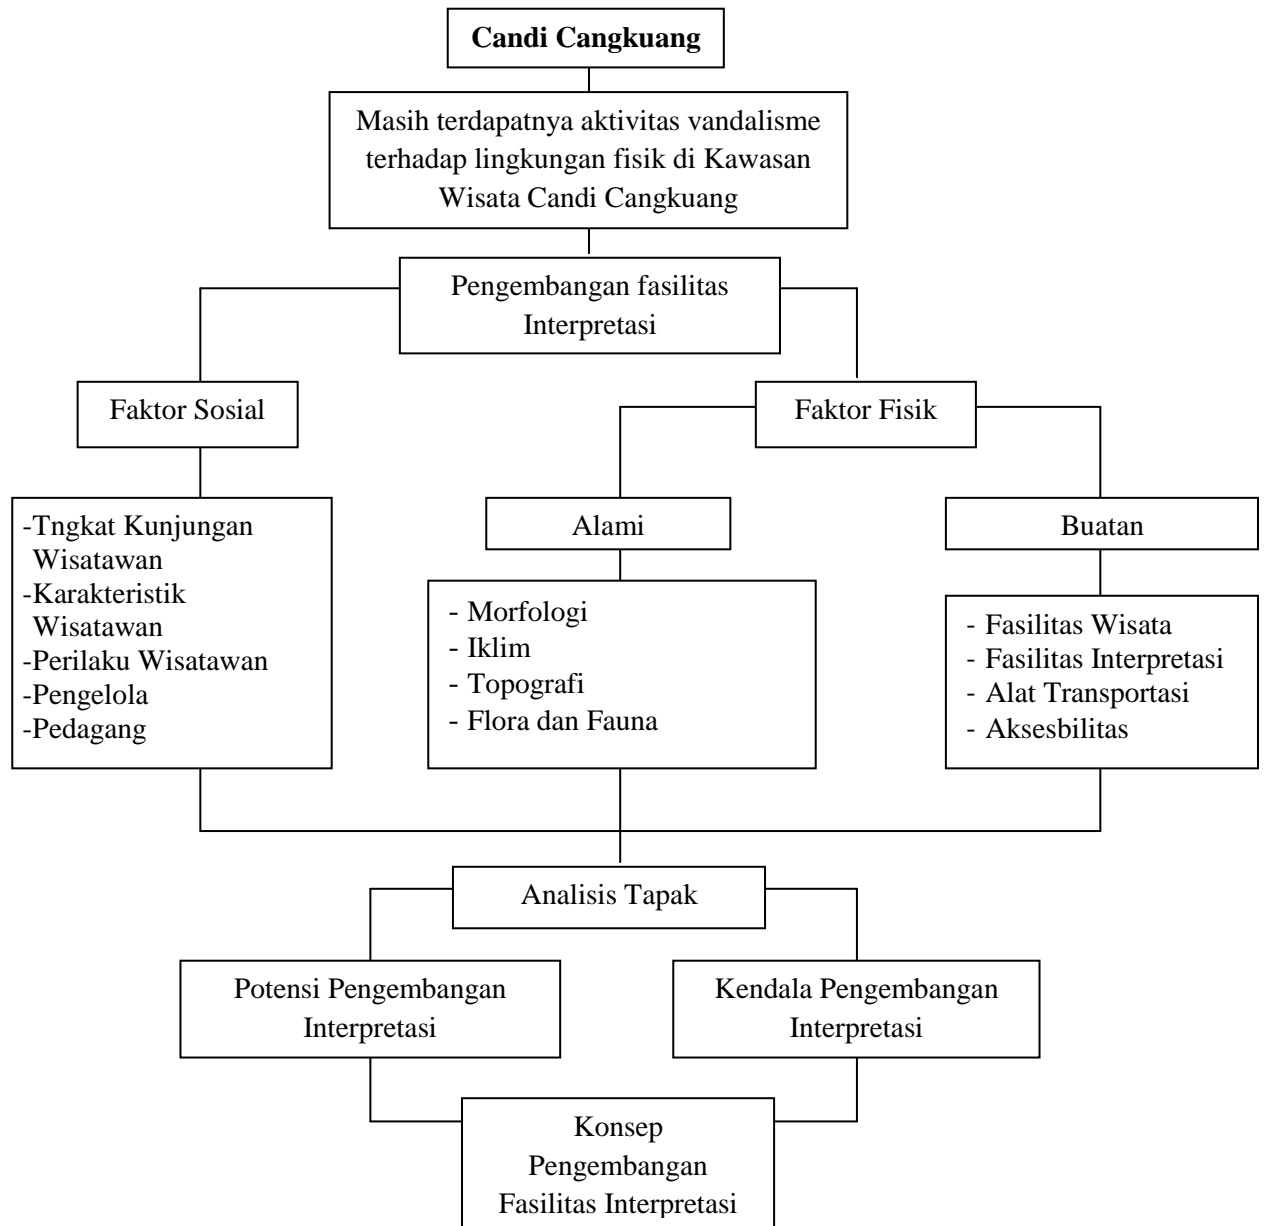 Candi Cangkuang
Masih terdapatnya aktivitas vandalisme
terhadap lingkungan fisik di Kawasan
Wisata Candi Cangkuang
Pengembangan fasilitas
Interpretasi
Faktor Sosial
Faktor Fisik
-Tngkat Kunjungan
Wisatawan
-Karakteristik
Wisatawan
-Perilaku Wisatawan
-Pengelola
-Pedagang
Alami
- Morfologi
- Iklim
- Topografi
- Flora dan Fauna
Buatan
- Fasilitas Wisata
- Fasilitas Interpretasi
- Alat Transportasi
- Aksesbilitas
Analisis Tapak
Potensi Pengembangan
Interpretasi
Kendala Pengembangan
Interpretasi
Konsep
Pengembangan
Fasilitas Interpretasi